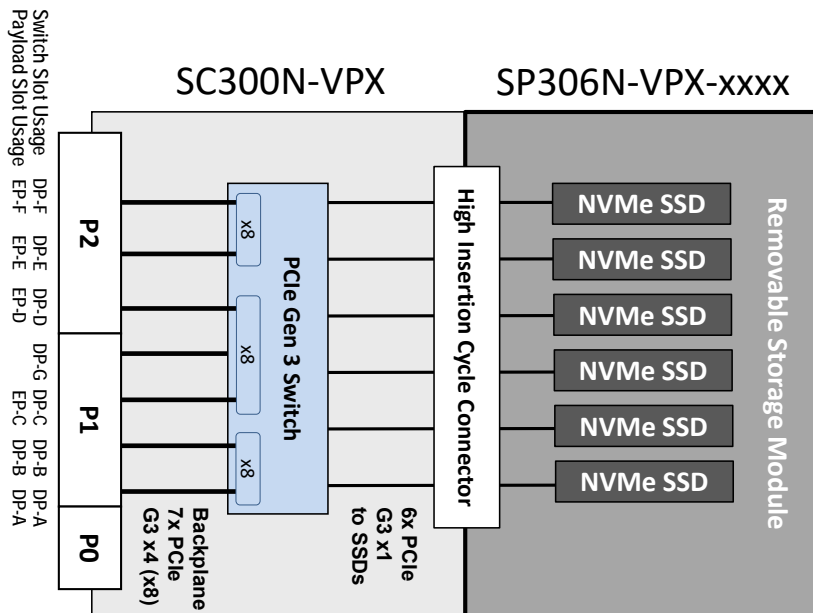 SC300N-VPX
SP306N-VPX-xxxx
Switch Slot Usage DP-F DP-E DP-D DP-G DP-C DP-B DP-A
Payload Slot Usage EP-F EP-E EP-D EP-C DP-B DP-A
P2
P1
P0
x8
x8
x8
PCIe Gen 3 Switch
Backplane
7x PCIe
G3 x4 (x8)
6x PCIe
G3 x1
to SSDs
High Insertion Cycle Connector
NVMe SSD
NVMe SSD
NVMe SSD
NVMe SSD
NVMe SSD
NVMe SSD
Removable Storage Module